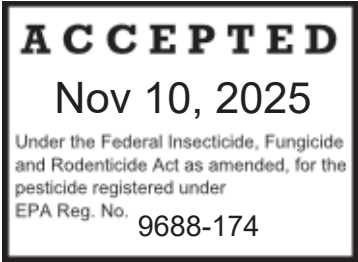 ACCEPTED
Nov 10, 2025
Under the Federal Insecticide, Fungicide
and Rodenticide Act as amended, for the
pesticide registered under
EPA Reg. No. 9688-174